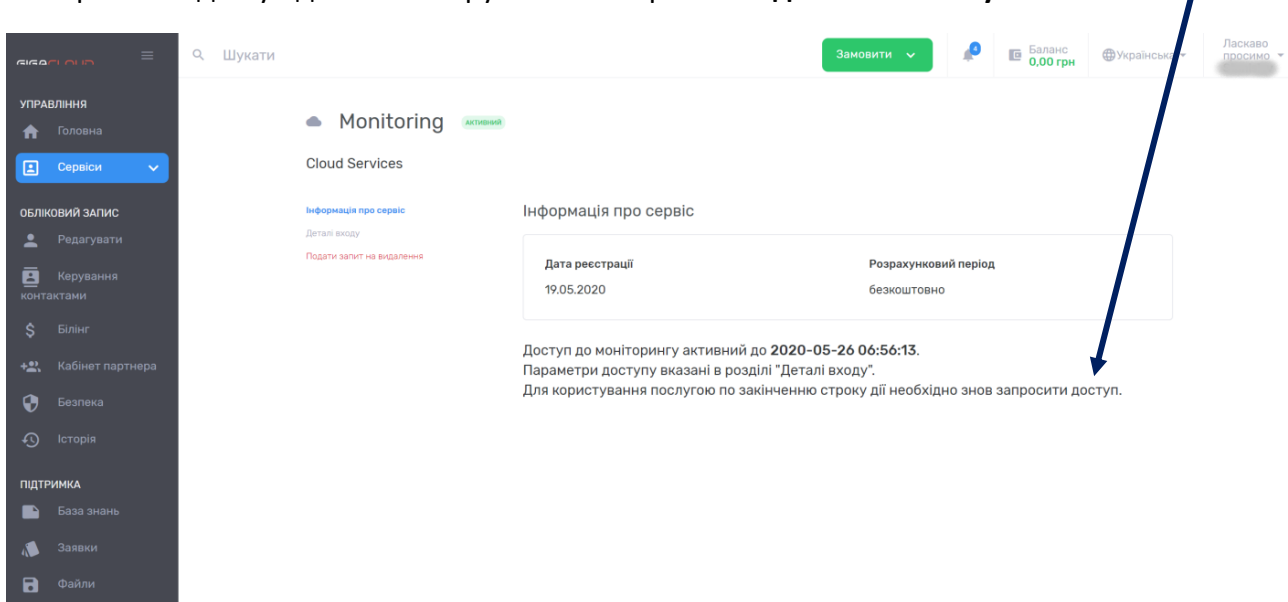 GIGACLOUD
Шукати
Замовити
4
Баланс
0,00 грн
Українська
Ласкаво
просимо
УПРАВЛІННЯ
Головна
Сервіси
ОБЛІКОВИЙ ЗАПИС
Редагувати
Керування
контактами
Білінг
Кабінет партнера
Безпека
Історія
ПІДТРИМКА
База знань
Заявки
Файли
Monitoring АКТИВНИЙ
Cloud Services
Інформація про сервіс
Деталі входу
Подати запит на видалення
Інформація про сервіс
Дата реєстрації
19.05.2020
Розрахунковий період
безкоштовно
Доступ до моніторингу активний до 2020-05-26 06:56:13.
Параметри доступу вказані в розділі "Деталі входу".
Для користування послугою по закінченню строку дії необхідно знов запросити доступ.